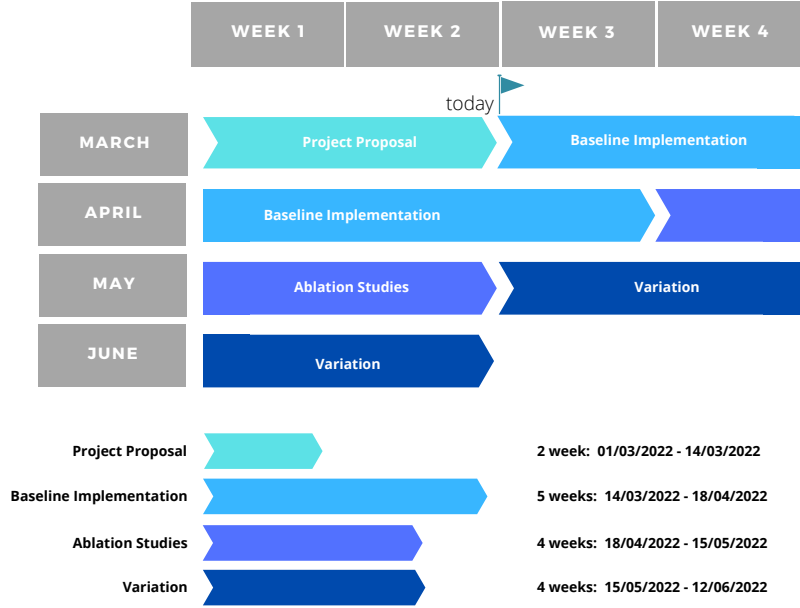 WEEK 1 WEEK 2 WEEK 3 WEEK 4
today
MARCH Project Proposal Baseline Implementation
APRIL Baseline Implementation
MAY Ablation Studies Variation
JUNE Variation
Project Proposal 2 week: 01/03/2022 - 14/03/2022
Baseline Implementation 5 weeks: 14/03/2022 - 18/04/2022
Ablation Studies 4 weeks: 18/04/2022 - 15/05/2022
Variation 4 weeks: 15/05/2022 - 12/06/2022